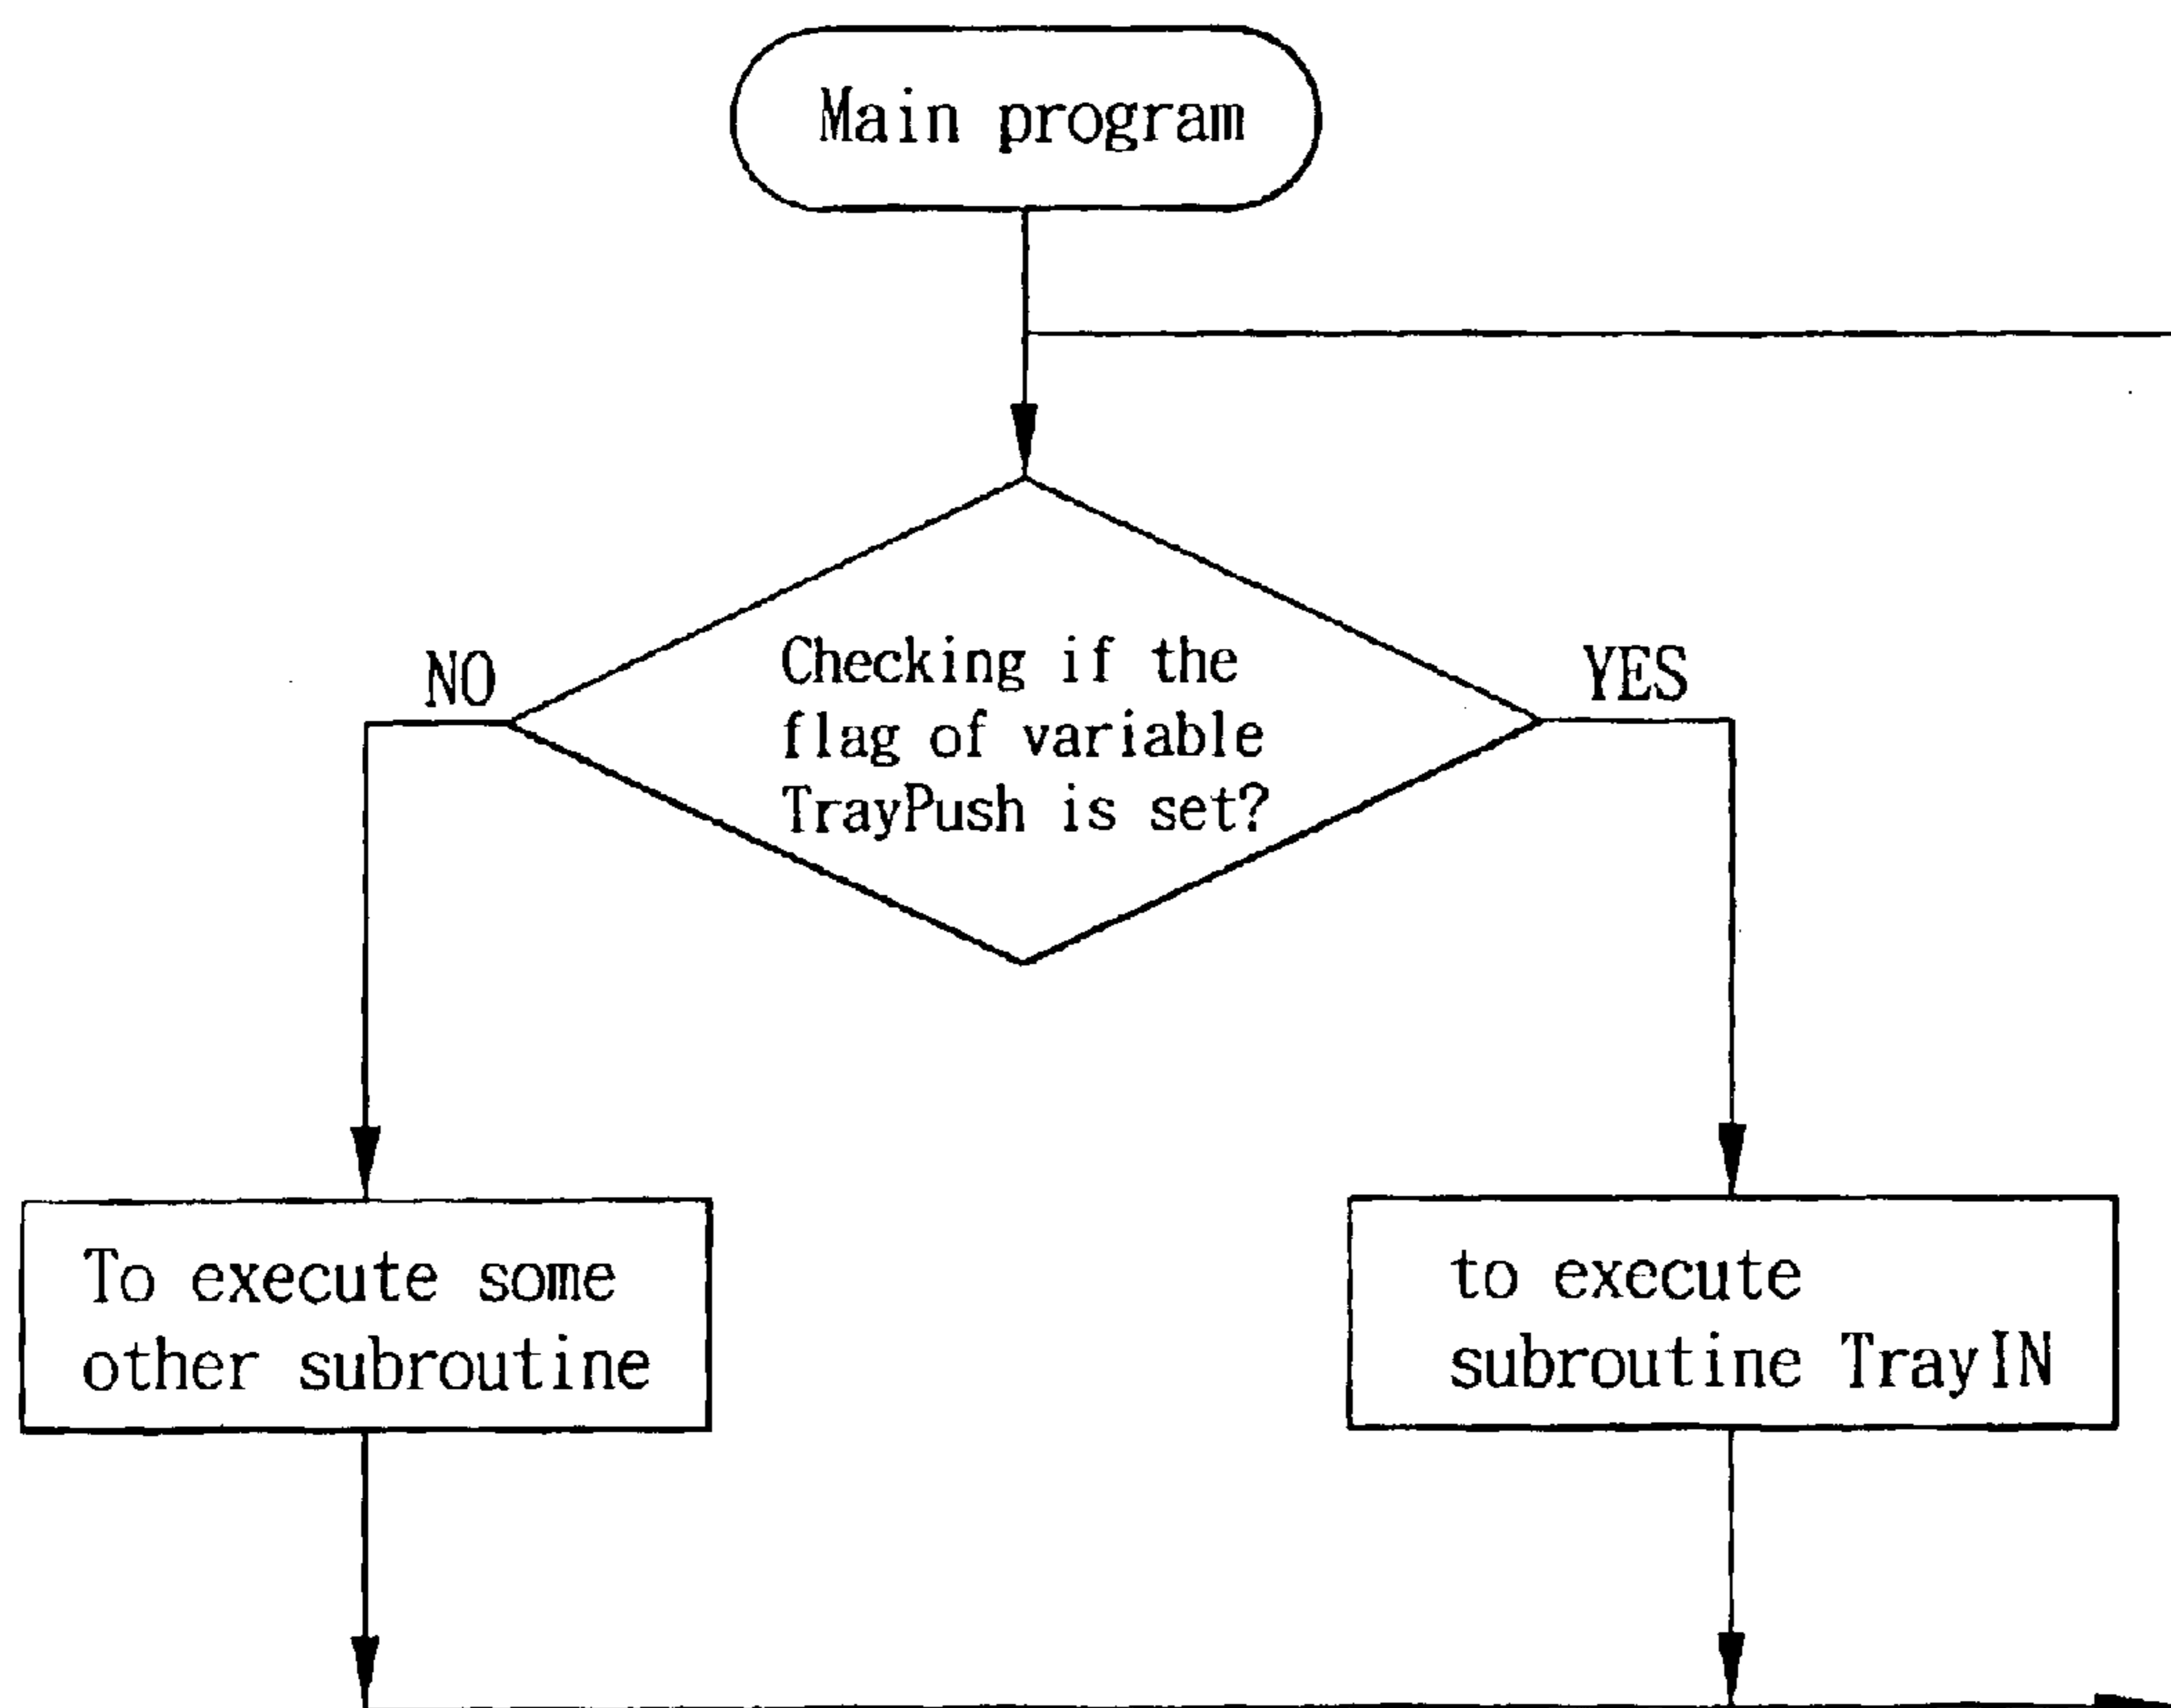 Main program
Checking if the
flag of variable
TrayPush is set?
NO
YES
To execute some
other subroutine
to execute
subroutine TrayIN